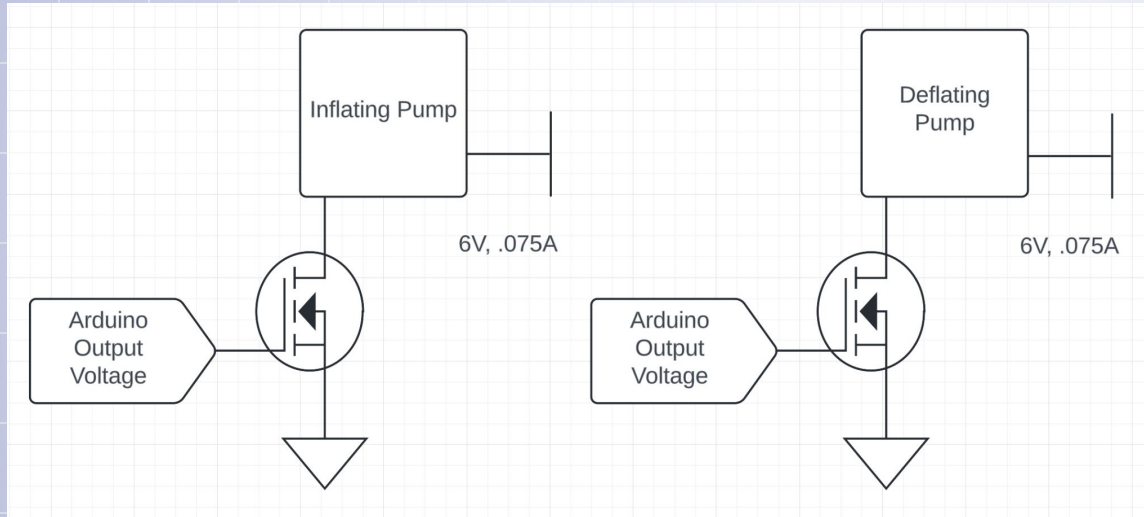 Inflating Pump
6V, .075A
Arduino
Output
Voltage
Deflating
Pump
6V, .075A
Arduino
Output
Voltage